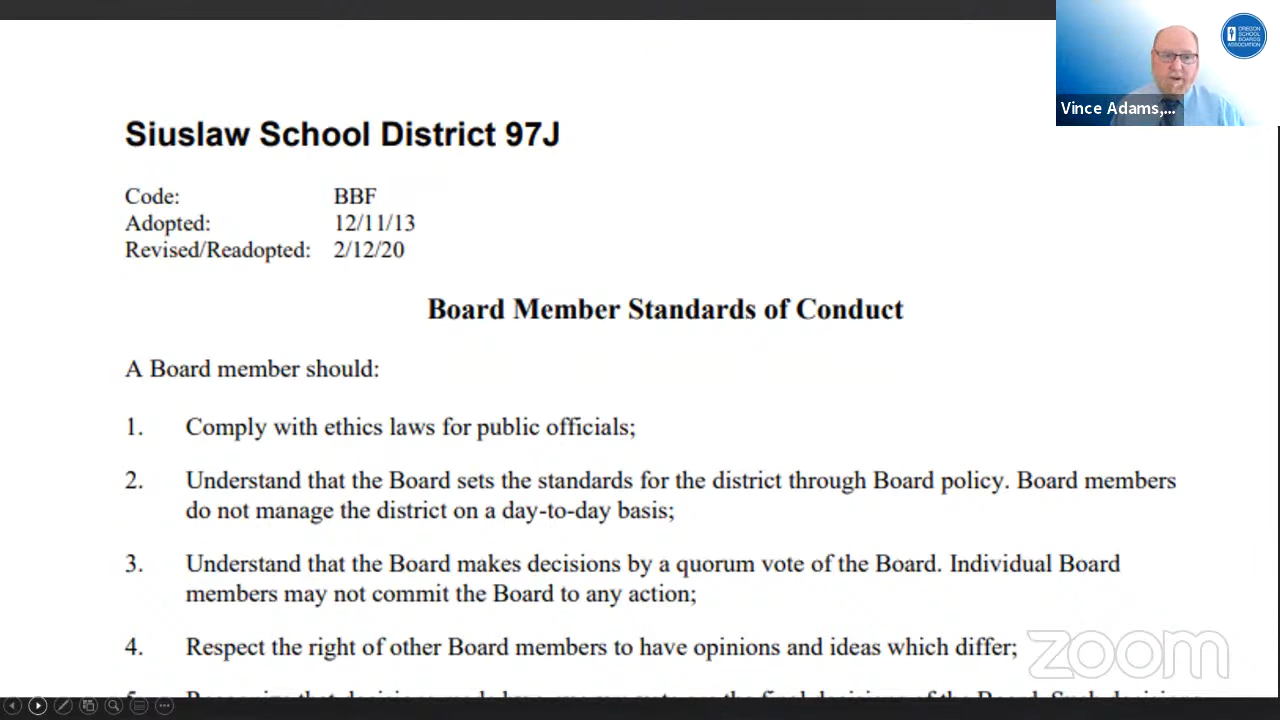 OREGON
SCHOOL
BOARDS
ASSOCIATION
Vince Adams,...
Siuslaw School District 97J
Code: BBF
Adopted: 12/11/13
Revised/Readopted: 2/12/20
Board Member Standards of Conduct
A Board member should:
1. Comply with ethics laws for public officials;
2. Understand that the Board sets the standards for the district through Board policy. Board members
do not manage the district on a day-to-day basis;
3. Understand that the Board makes decisions by a quorum vote of the Board. Individual Board
members may not commit the Board to any action;
4. Respect the right of other Board members to have opinions and ideas which differ;
zoom